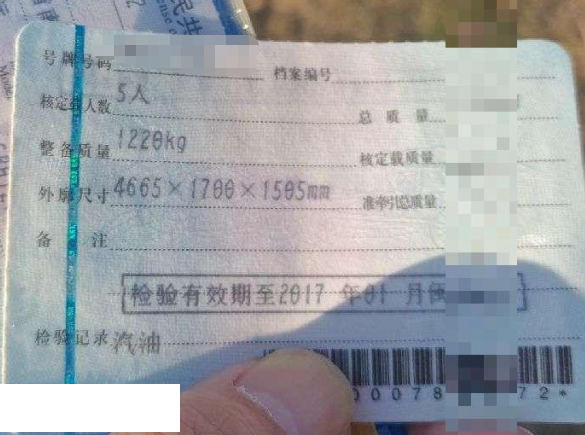 号牌号码 档案编号
核定载人数 5人 总质量
整备质量 1220kg 核定载质量
外廓尺寸 4665×1700×1505mm 准牵引总质量
备注
检验有效期至2017年01月
检验记录 汽油
00078 72*